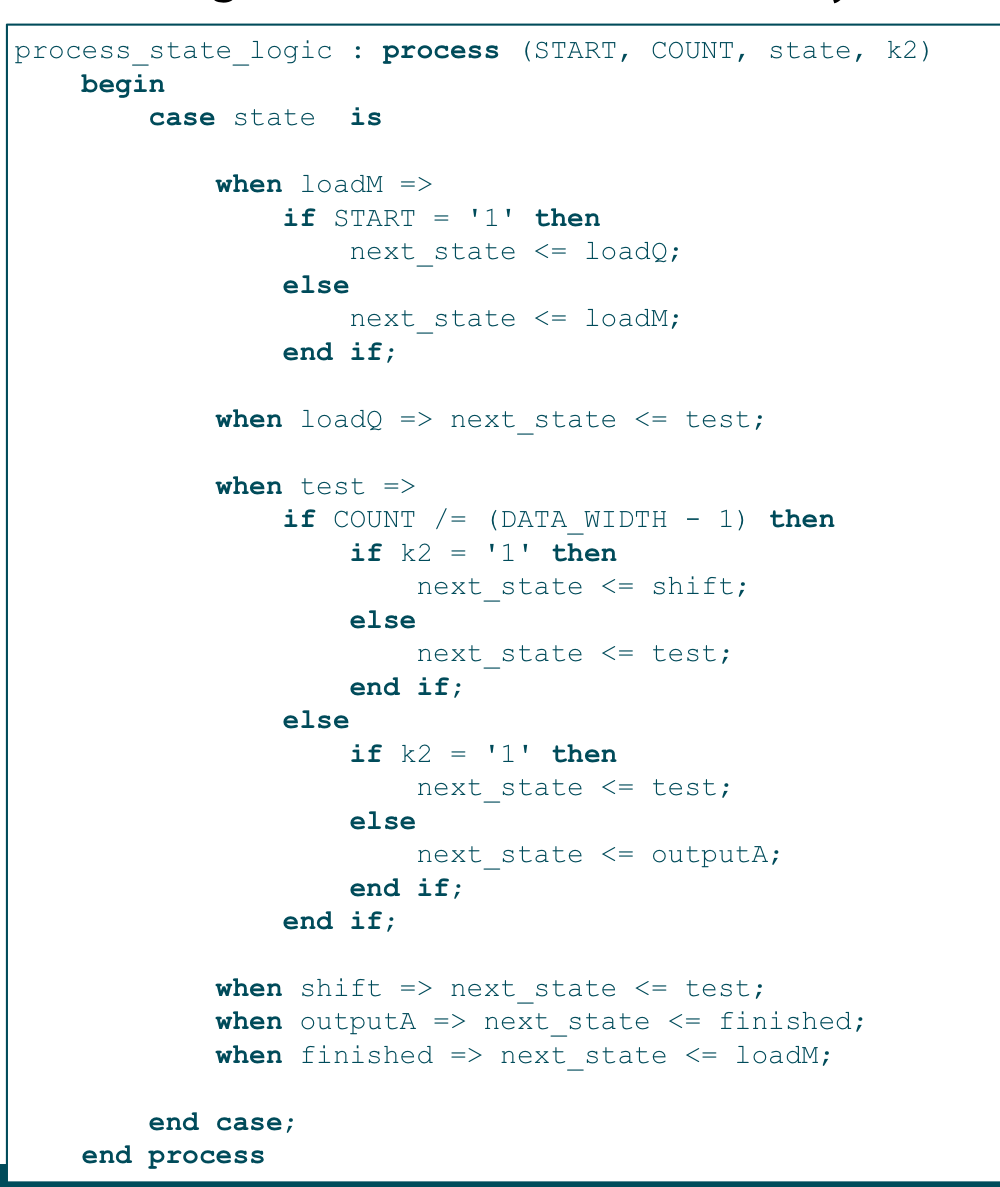 process_state_logic : process (START, COUNT, state, k2)
    begin
        case state  is

            when loadM =>
                if START = '1' then
                    next_state <= loadQ;
                else
                    next_state <= loadM;
                end if;

            when loadQ => next_state <= test;

            when test =>
                if COUNT /= (DATA_WIDTH - 1) then
                    if k2 = '1' then
                        next_state <= shift;
                    else
                        next_state <= test;
                    end if;
                else
                    if k2 = '1' then
                        next_state <= test;
                    else
                        next_state <= outputA;
                    end if;
                end if;

            when shift => next_state <= test;
            when outputA => next_state <= finished;
            when finished => next_state <= loadM;

        end case;
    end process